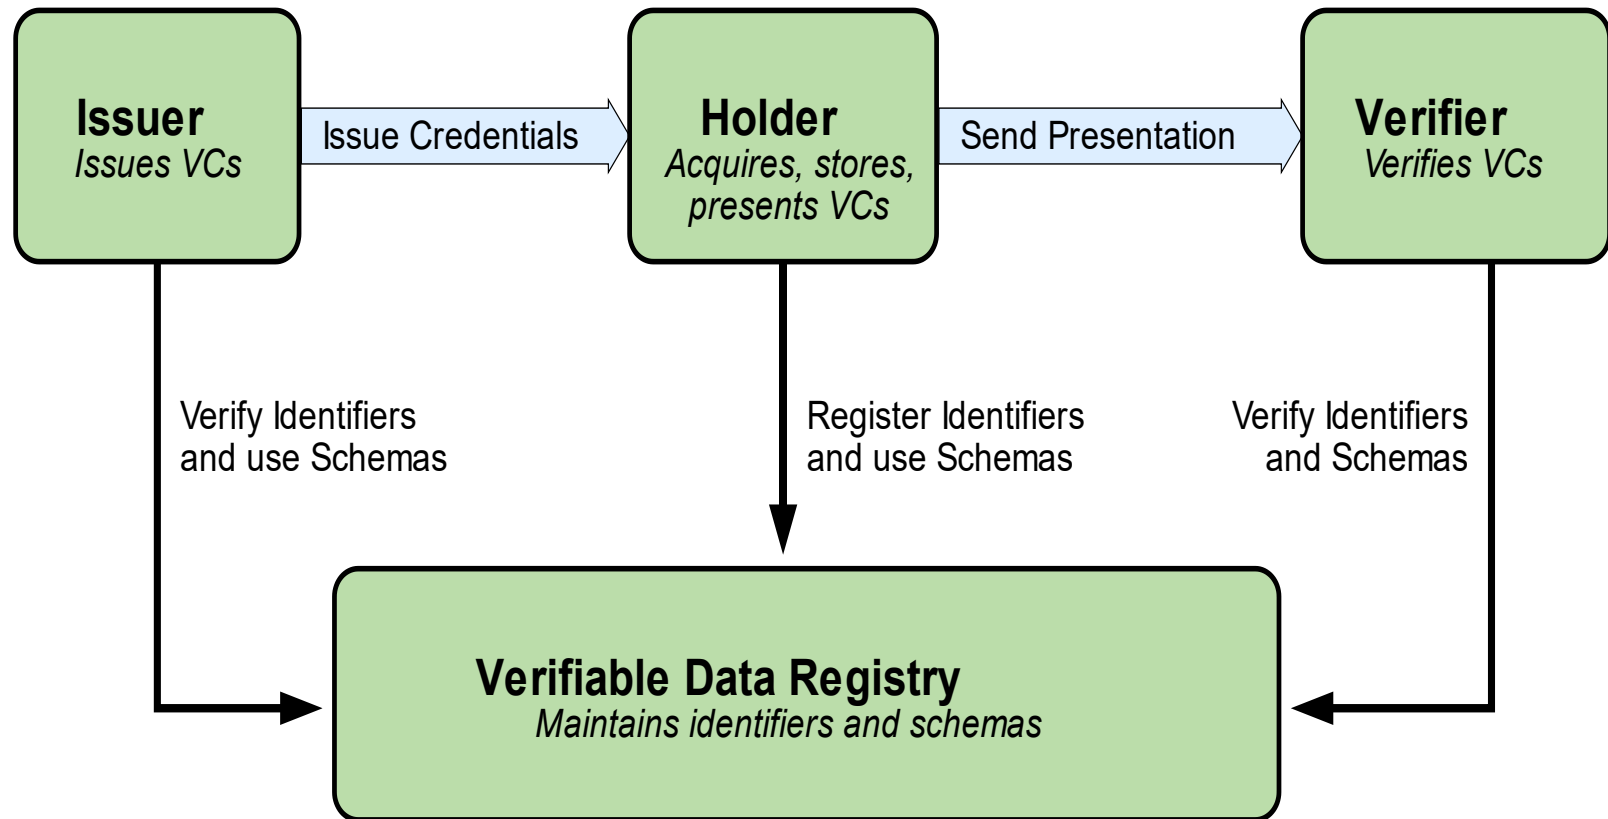 Issuer
Issues VCs
Issue Credentials
Holder
Acquires, stores,
presents VCs
Send Presentation
Verifier
Verifies VCs
Verify Identifiers
and use Schemas
Register Identifiers
and use Schemas
Verify Identifiers
and Schemas
Verifiable Data Registry
Maintains identifiers and schemas